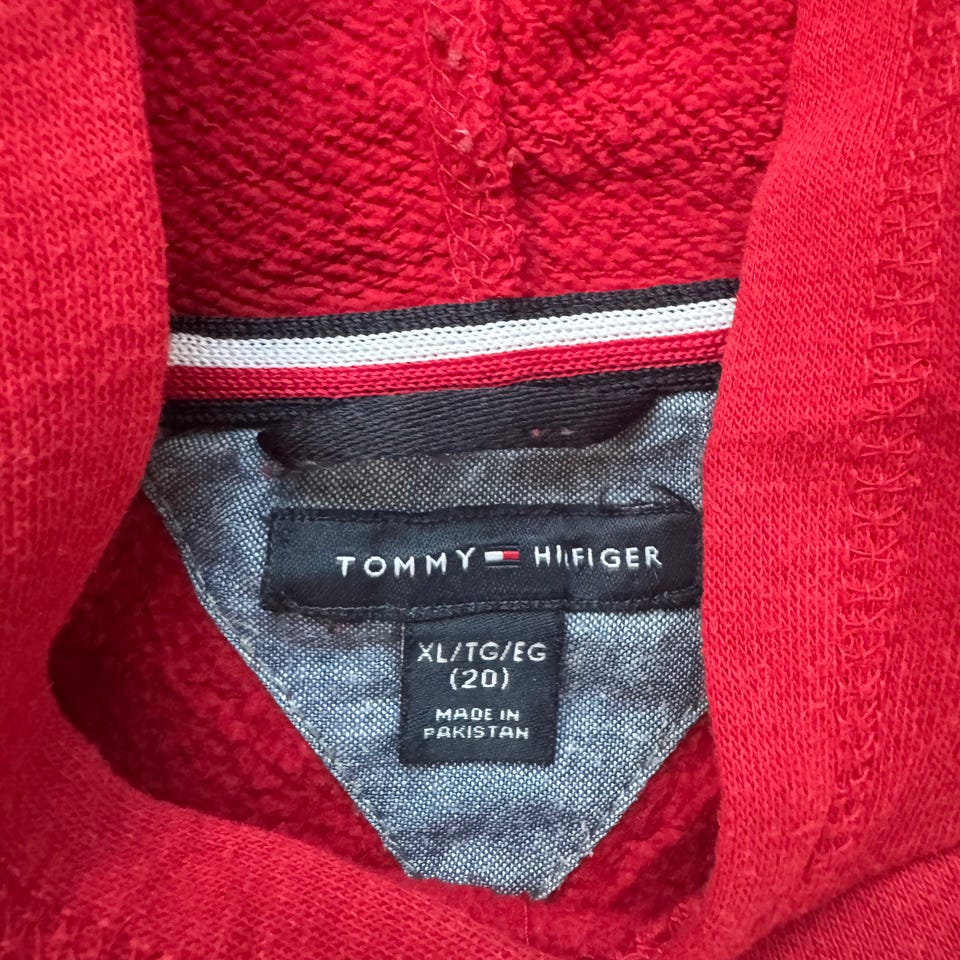 TOMMY HILFIGER
XL/TG/EG
(20)
MADE IN
PAKISTAN